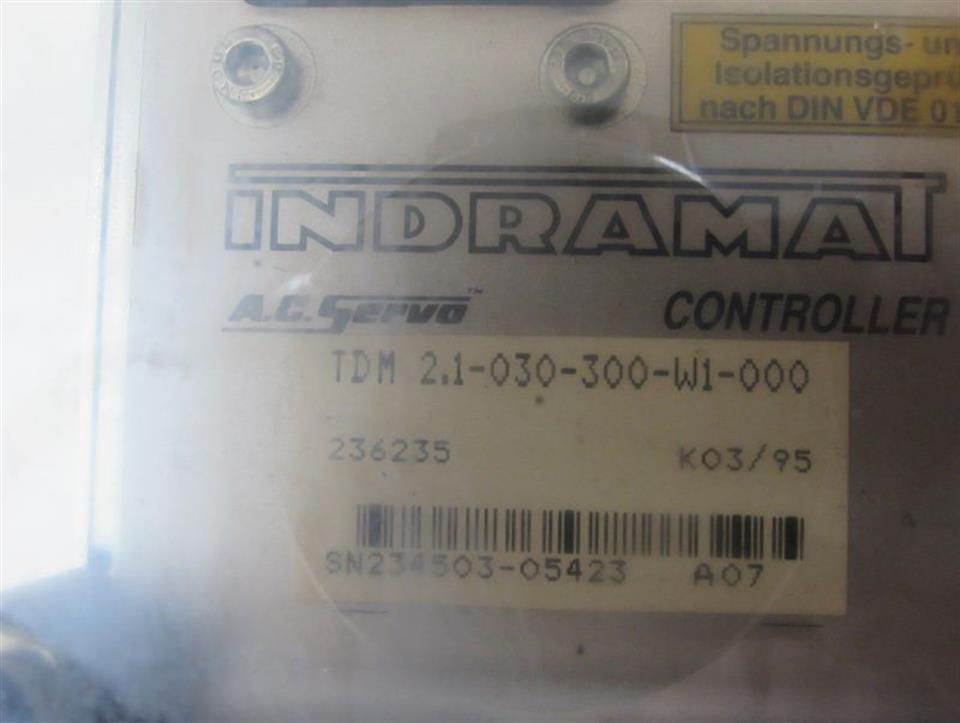 Spannungs- un
Isolationsgeprü
nach DIN VDE 01
INDRAMAT
A.C. Servo™ CONTROLLER
TDM 2.1-030-300-W1-000
236235 K03/95
SN234503-05423 A07